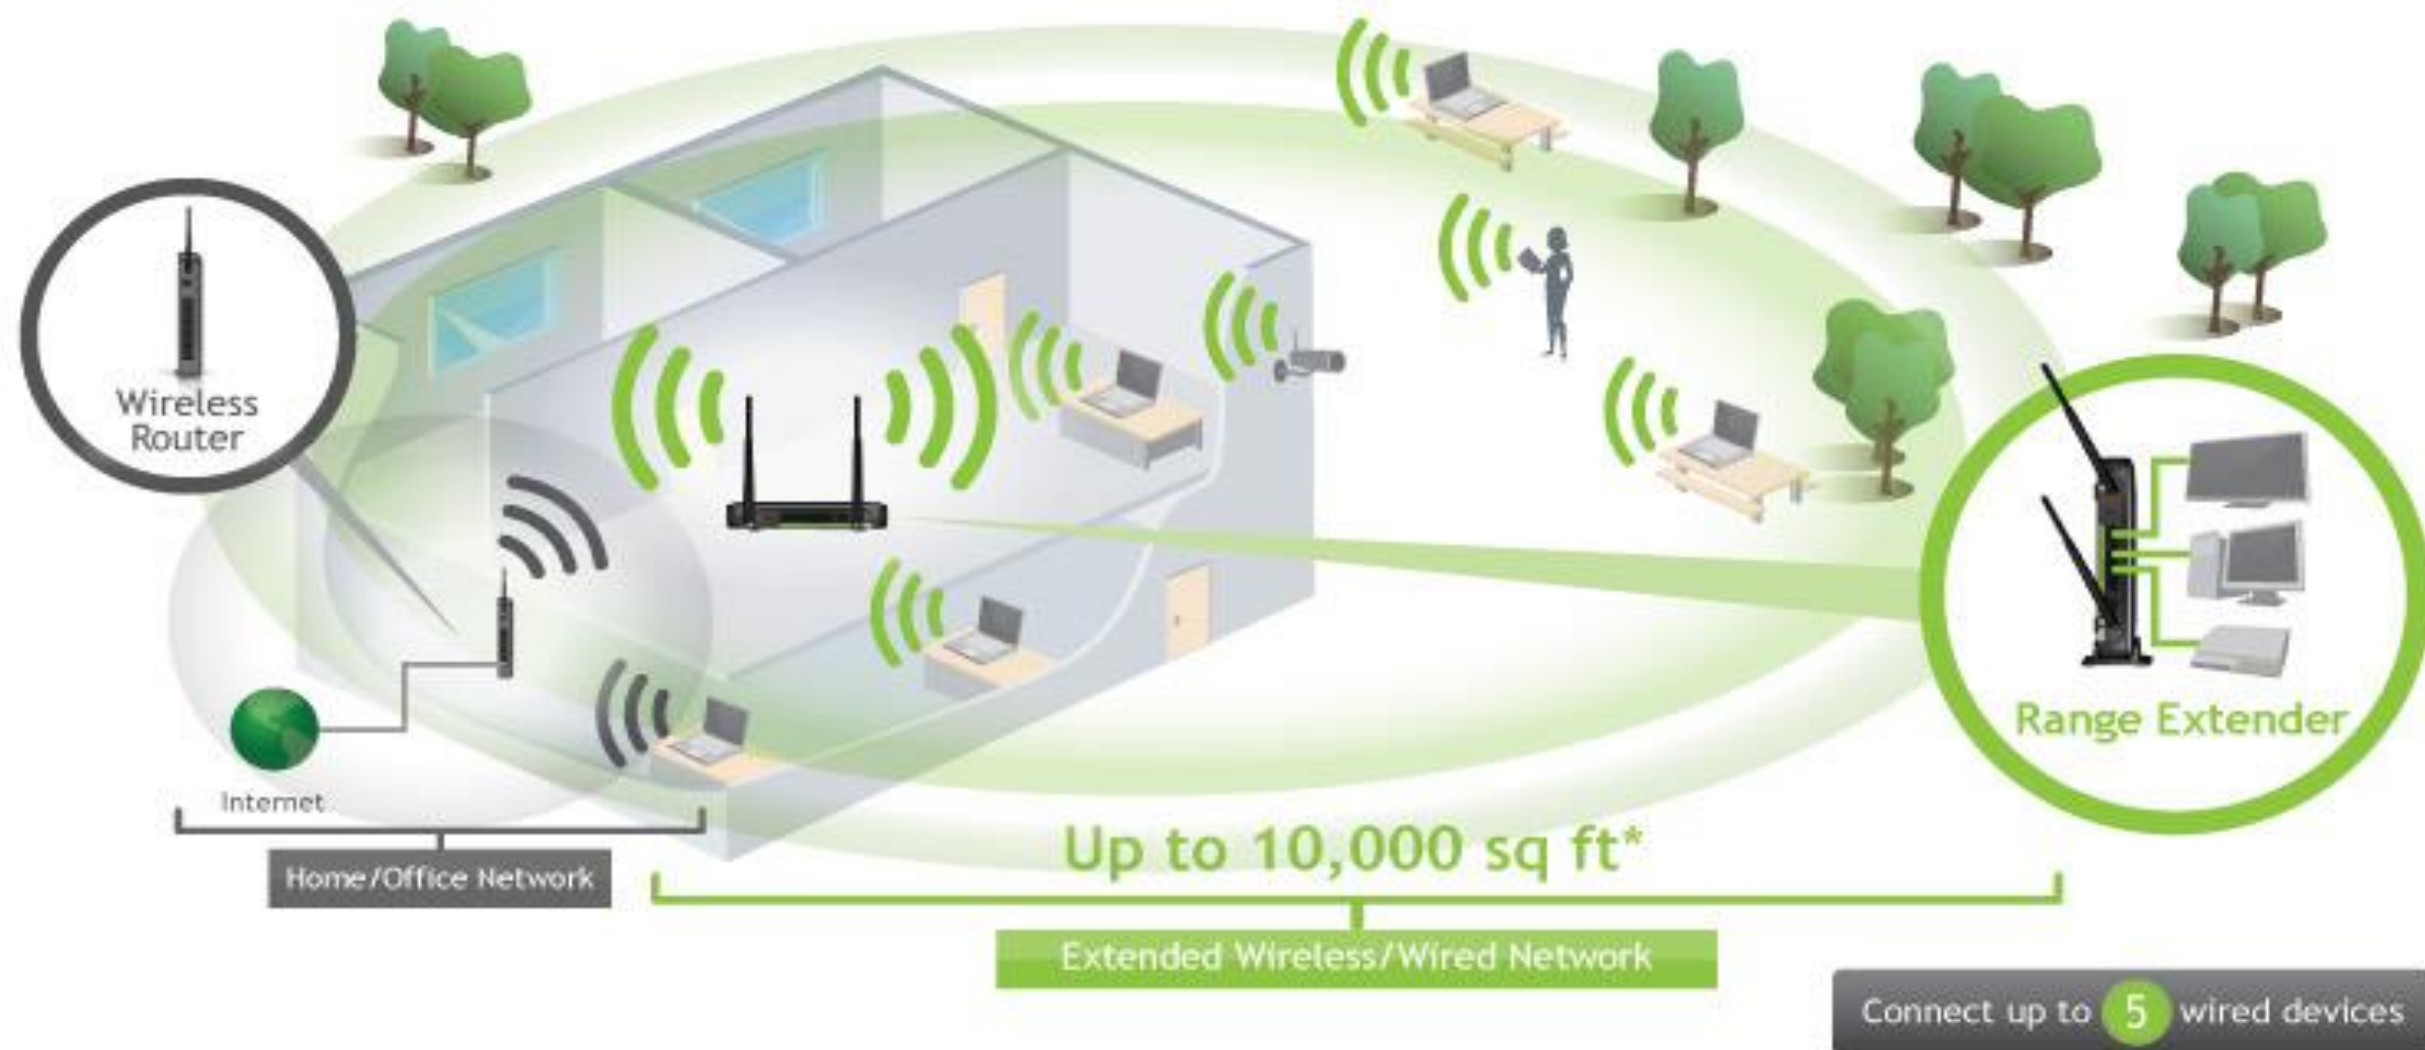 Wireless
Router
Internet
Home/Office Network
Up to 10,000 sq ft*
Extended Wireless/Wired Network
Range Extender
Connect up to 5 wired devices